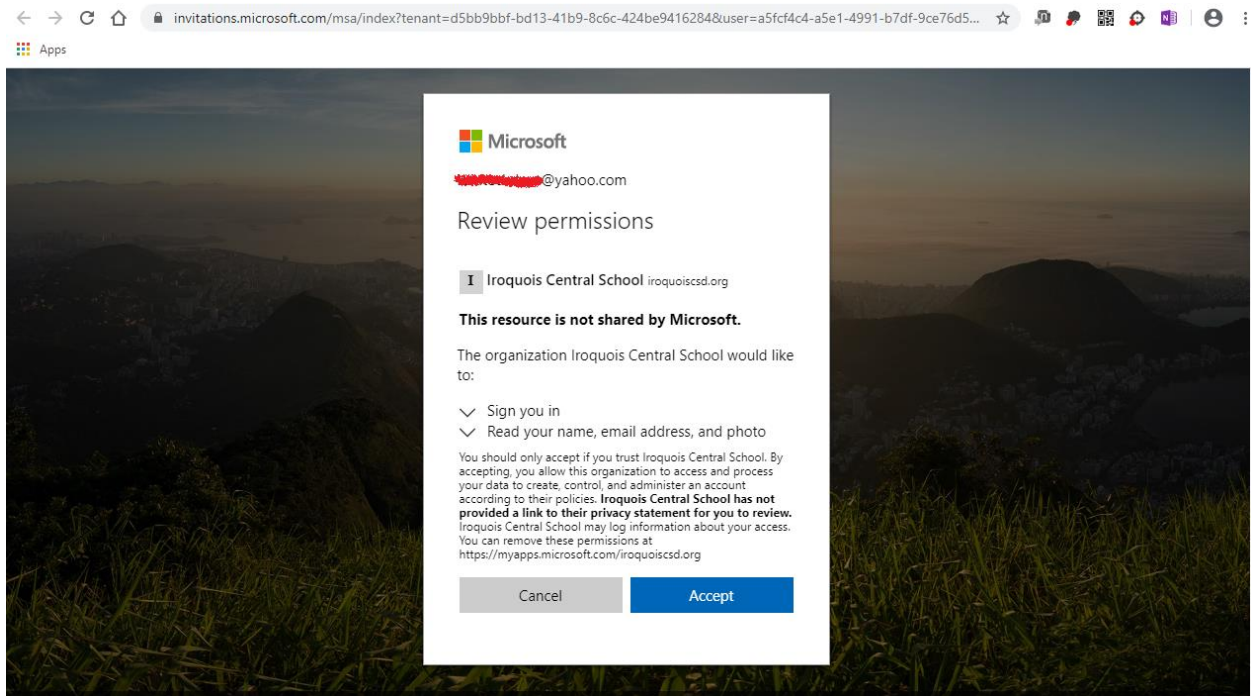 invitations.microsoft.com/msa/index?tenant=d5bb9bbf-bd13-41b9-8c6c-424be9416284&user=a5fcf4c4-a5e1-4991-b7df-9ce76d5...
Apps
Microsoft
@yahoo.com
Review permissions
I Iroquois Central School iroquoiscsd.org
This resource is not shared by Microsoft.
The organization Iroquois Central School would like
to:
Sign you in
Read your name, email address, and photo
You should only accept if you trust Iroquois Central School. By
accepting, you allow this organization to access and process
your data to create, control, and administer an account
according to their policies. Iroquois Central School has not
provided a link to their privacy statement for you to review.
Iroquois Central School may log information about your access.
You can remove these permissions at
https://myapps.microsoft.com/iroquoiscsd.org
Cancel Accept